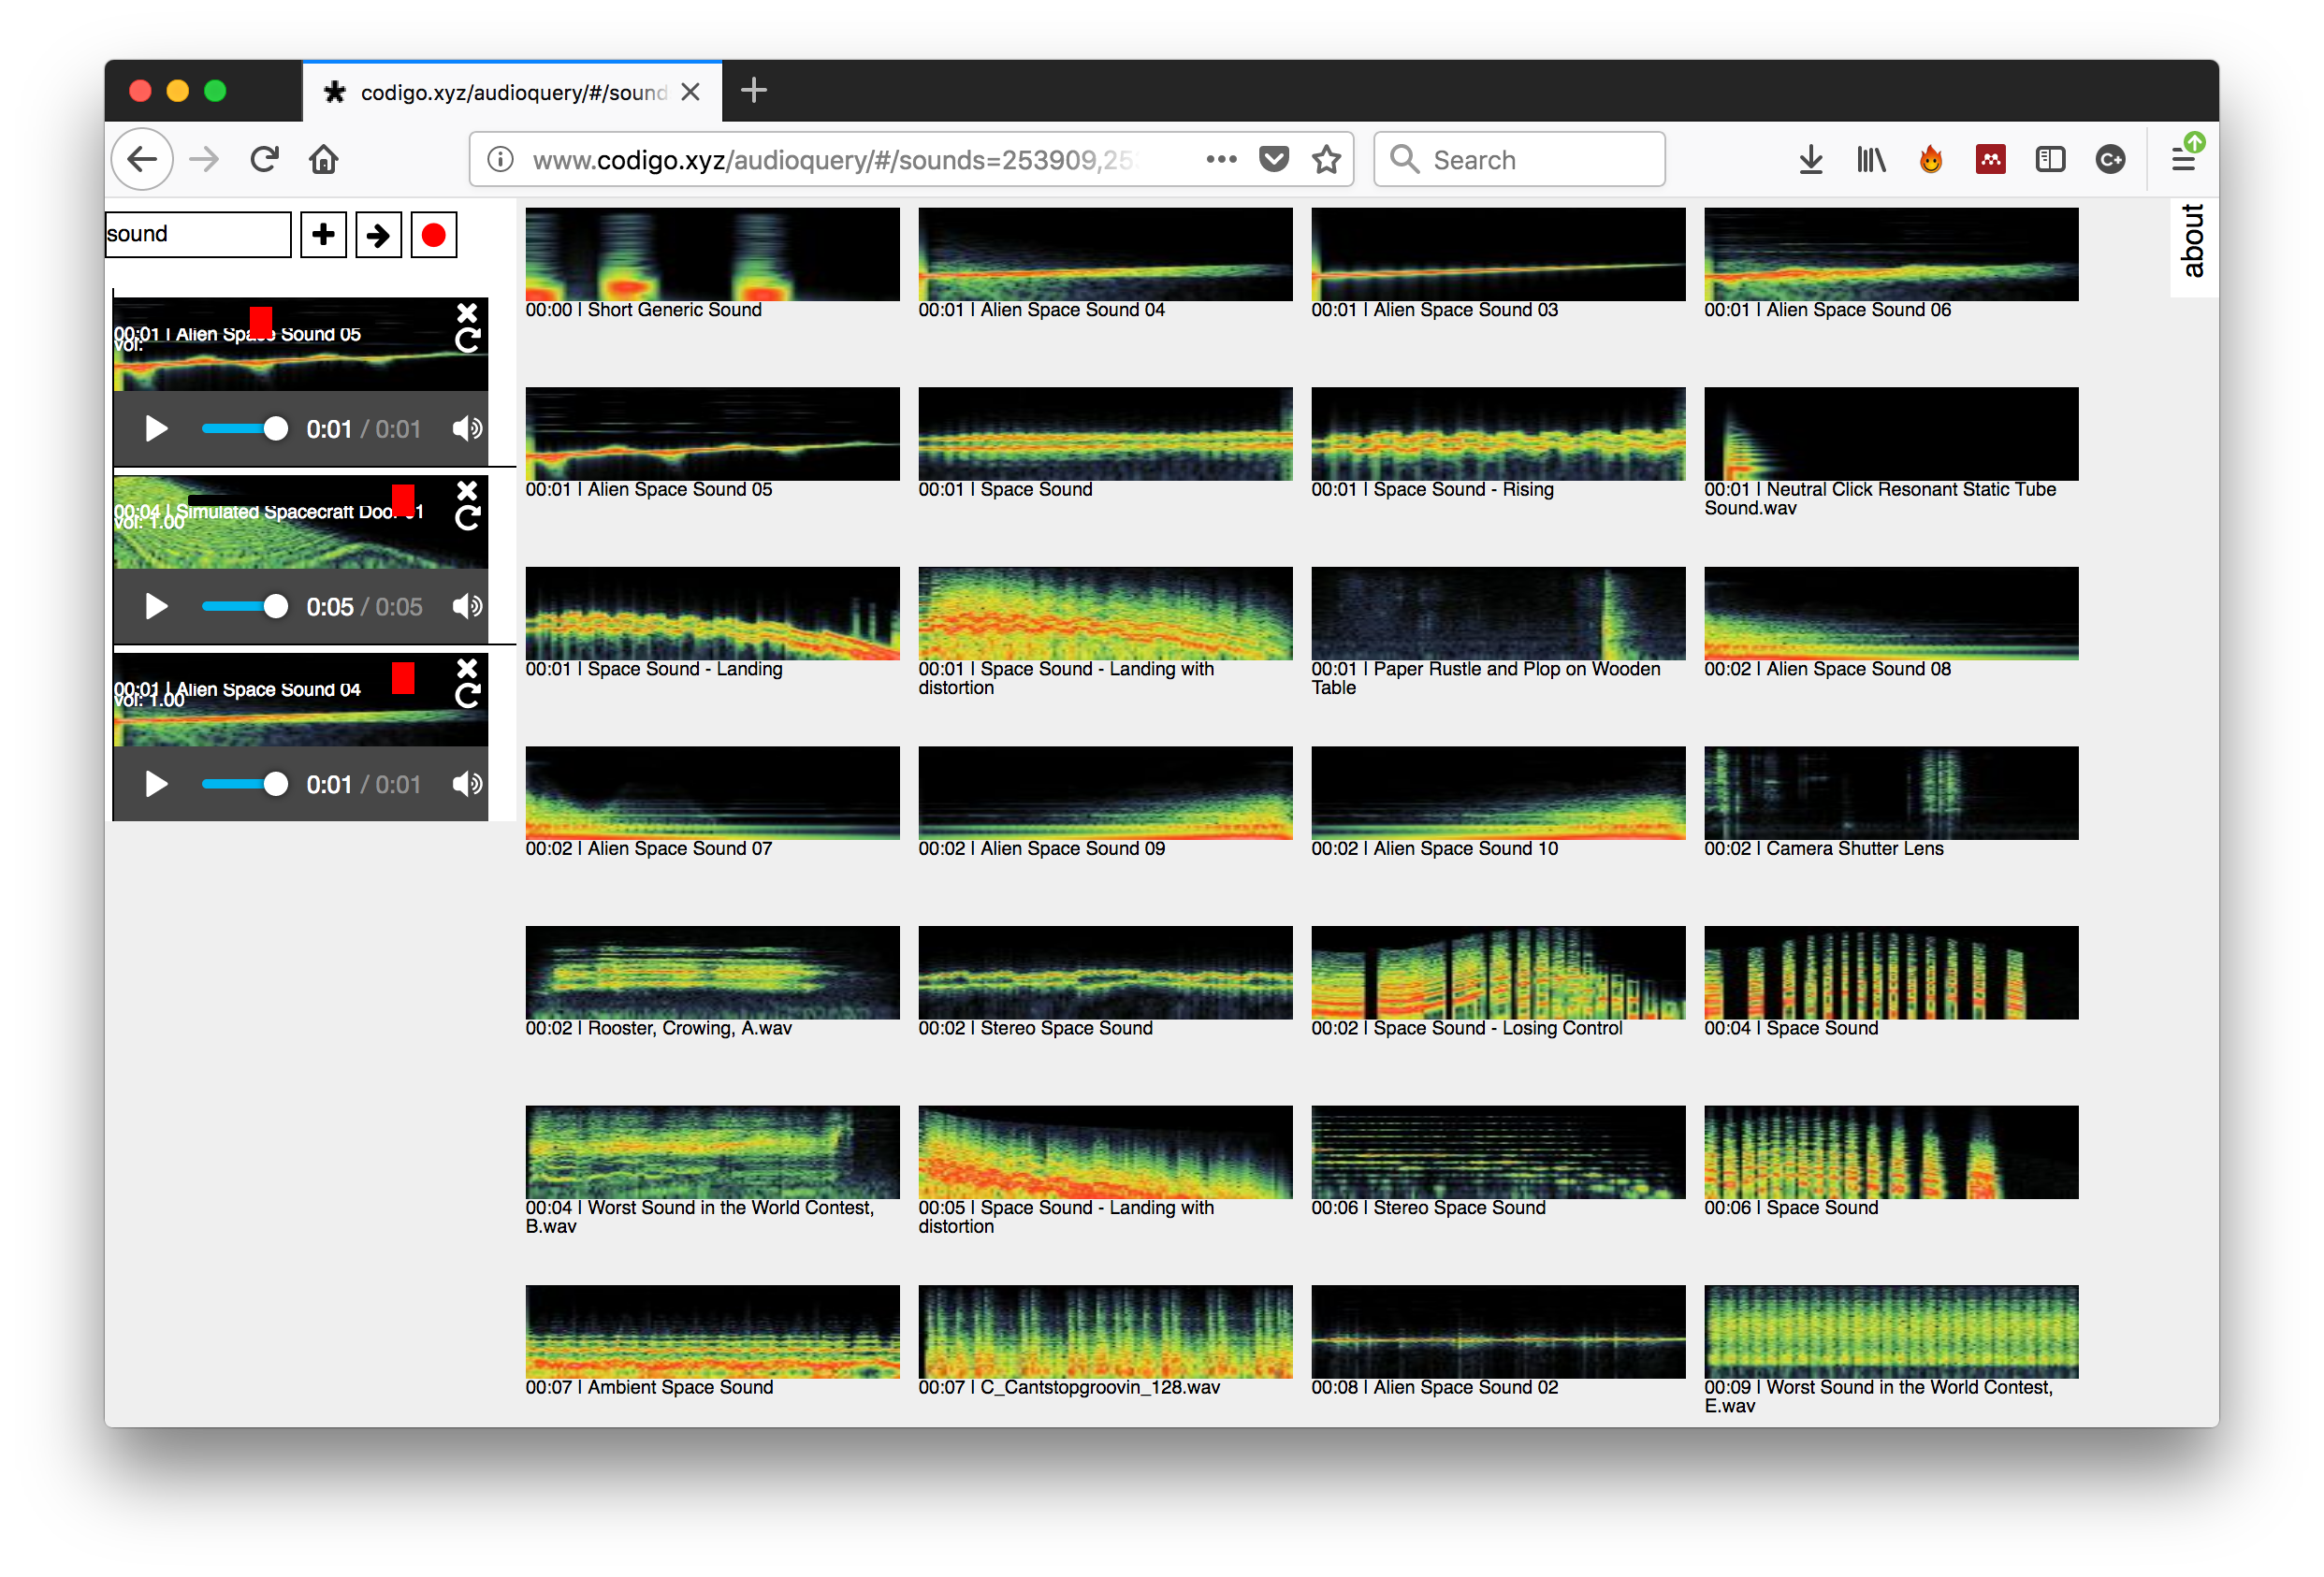 codigo.xyz/audioquery/#/sound
www.codigo.xyz/audioquery/#/sounds=253909,25
Search
sound
about
00:01 | Alien Space Sound 05
vol:
0:01 / 0:01
00:04 | Simulated Spacecraft Door 01
vol: 1.00
0:05 / 0:05
00:01 | Alien Space Sound 04
vol: 1.00
0:01 / 0:01
00:00 | Short Generic Sound
00:01 | Alien Space Sound 04
00:01 | Alien Space Sound 03
00:01 | Alien Space Sound 06
00:01 | Alien Space Sound 05
00:01 | Space Sound
00:01 | Space Sound - Rising
00:01 | Neutral Click Resonant Static Tube
Sound.wav
00:01 | Space Sound - Landing
00:01 | Space Sound - Landing with
distortion
00:01 | Paper Rustle and Plop on Wooden
Table
00:02 | Alien Space Sound 08
00:02 | Alien Space Sound 07
00:02 | Alien Space Sound 09
00:02 | Alien Space Sound 10
00:02 | Camera Shutter Lens
00:02 | Rooster, Crowing, A.wav
00:02 | Stereo Space Sound
00:02 | Space Sound - Losing Control
00:04 | Space Sound
00:04 | Worst Sound in the World Contest,
B.wav
00:05 | Space Sound - Landing with
distortion
00:06 | Stereo Space Sound
00:06 | Space Sound
00:07 | Ambient Space Sound
00:07 | C_Cantstopgroovin_128.wav
00:08 | Alien Space Sound 02
00:09 | Worst Sound in the World Contest,
E.wav